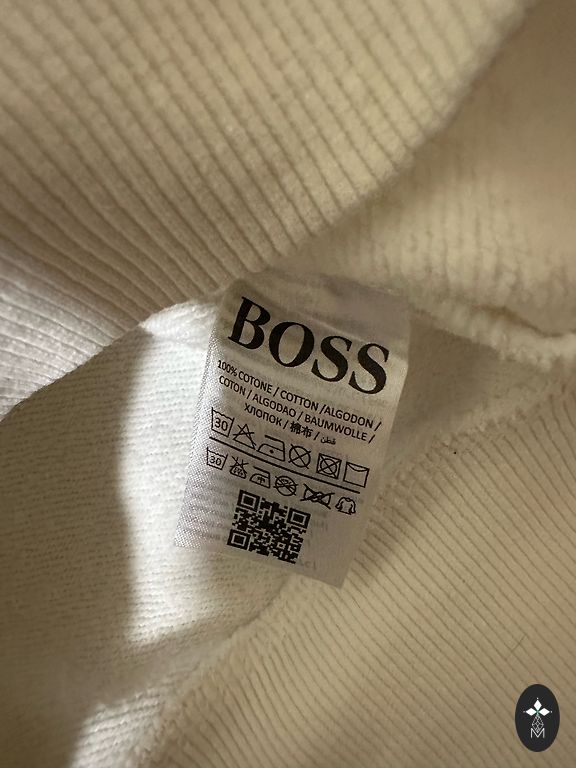 BOSS
100% COTONE / COTTON /ALGODON /
COTON / ALGODAO / BAUMWOLLE /
ХЛОПОК / 棉布 / قطن
30
30
M